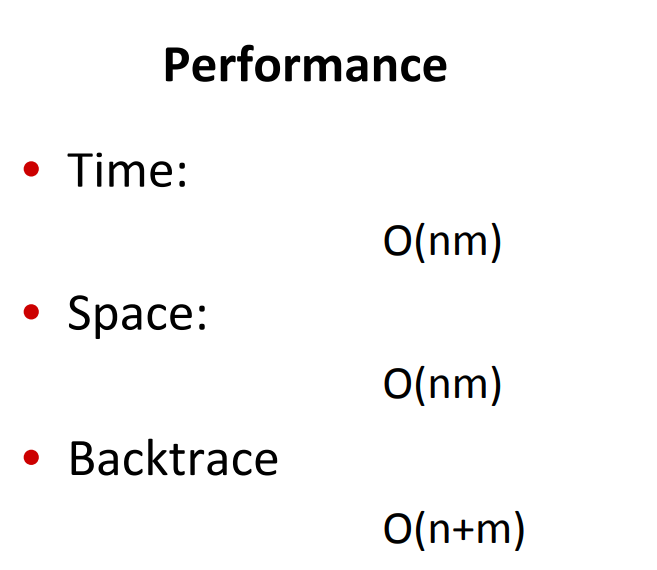 Performance
• Time:
O(nm)
• Space:
O(nm)
• Backtrace
O(n+m)